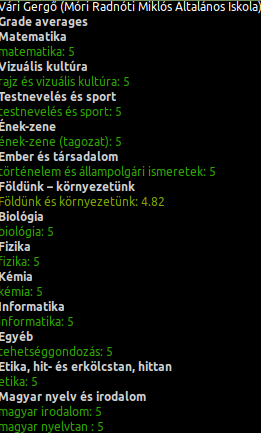 Vári Gergő (Móri Radnóti Miklós Általános Iskola)
Grade averages
Matematika
matematika: 5
Vizuális kultúra
rajz és vizuális kultúra: 5
Testnevelés és sport
testnevelés és sport: 5
Ének-zene
ének-zene (tagozat): 5
Ember és társadalom
történelem és állampolgári ismeretek: 5
Földünk – környezetünk
Földünk és környezetünk: 4.82
Biológia
biológia: 5
Fizika
fizika: 5
Kémia
kémia: 5
Informatika
informatika: 5
Egyéb
tehetséggondozás: 5
Etika, hit- és erkölcstan, hittan
etika: 5
Magyar nyelv és irodalom
magyar irodalom: 5
magyar nyelvtan : 5